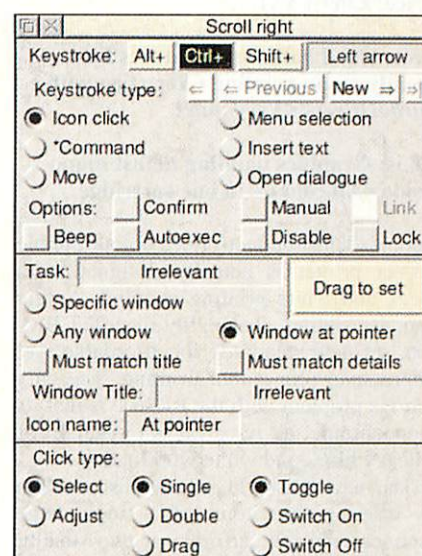 Scroll right
Keystroke: Alt+ Ctrl+ Shift+ Left arrow
Keystroke type: ⇐ ⇐ Previous New ⇒ ⇒
Icon click Menu selection
*Command Insert text
Move Open dialogue
Options: Confirm Manual Link
Beep Autoexec Disable Lock
Task: Irrelevant Drag to set
Specific window
Any window Window at pointer
Must match title Must match details
Window Title: Irrelevant
Icon name: At pointer
Click type:
Select Single Toggle
Adjust Double Switch On
Drag Switch Off